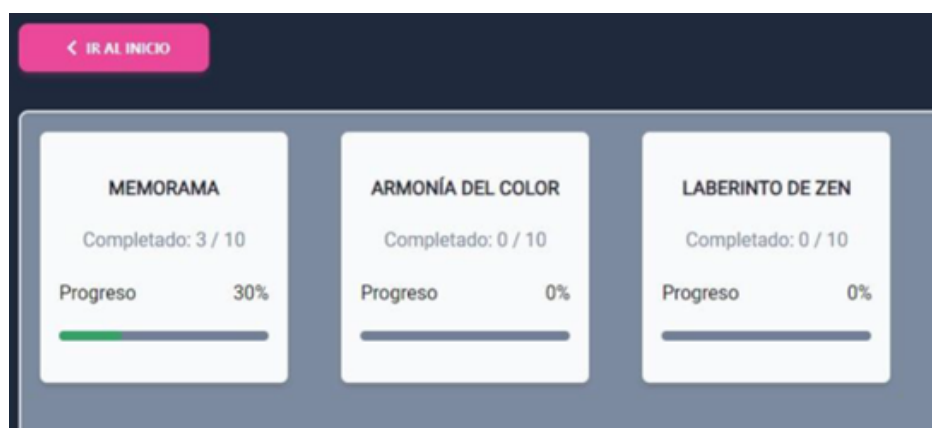 IR AL INICIO
MEMORAMA
Completado: 3 / 10
Progreso 30%
ARMONÍA DEL COLOR
Completado: 0 / 10
Progreso 0%
LABERINTO DE ZEN
Completado: 0 / 10
Progreso 0%